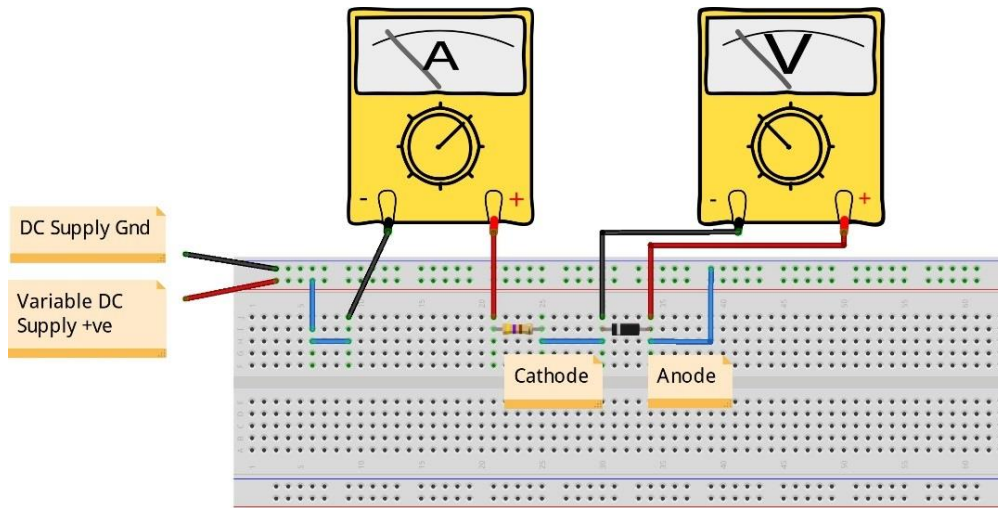 A
V
-
+
-
+
DC Supply Gnd
Variable DC
Supply +ve
Cathode
Anode